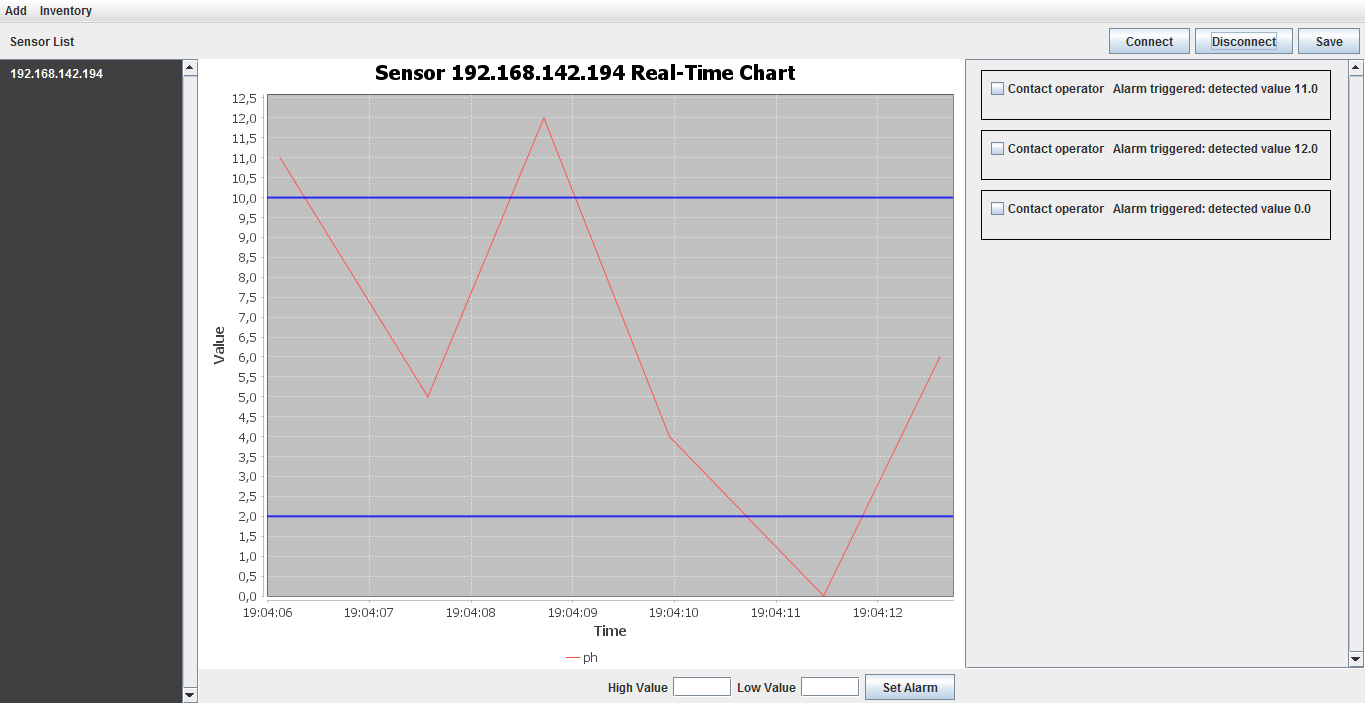 Add Inventory
Sensor List
Connect Disconnect Save
192.168.142.194
Sensor 192.168.142.194 Real-Time Chart
12,5
12,0
11,5
11,0
10,5
10,0
9,5
9,0
8,5
8,0
7,5
7,0
6,5
6,0
5,5
5,0
4,5
4,0
3,5
3,0
2,5
2,0
1,5
1,0
0,5
0,0
Value
19:04:06 19:04:07 19:04:08 19:04:09 19:04:10 19:04:11 19:04:12
Time
ph
High Value Low Value Set Alarm
Contact operator Alarm triggered: detected value 11.0
Contact operator Alarm triggered: detected value 12.0
Contact operator Alarm triggered: detected value 0.0